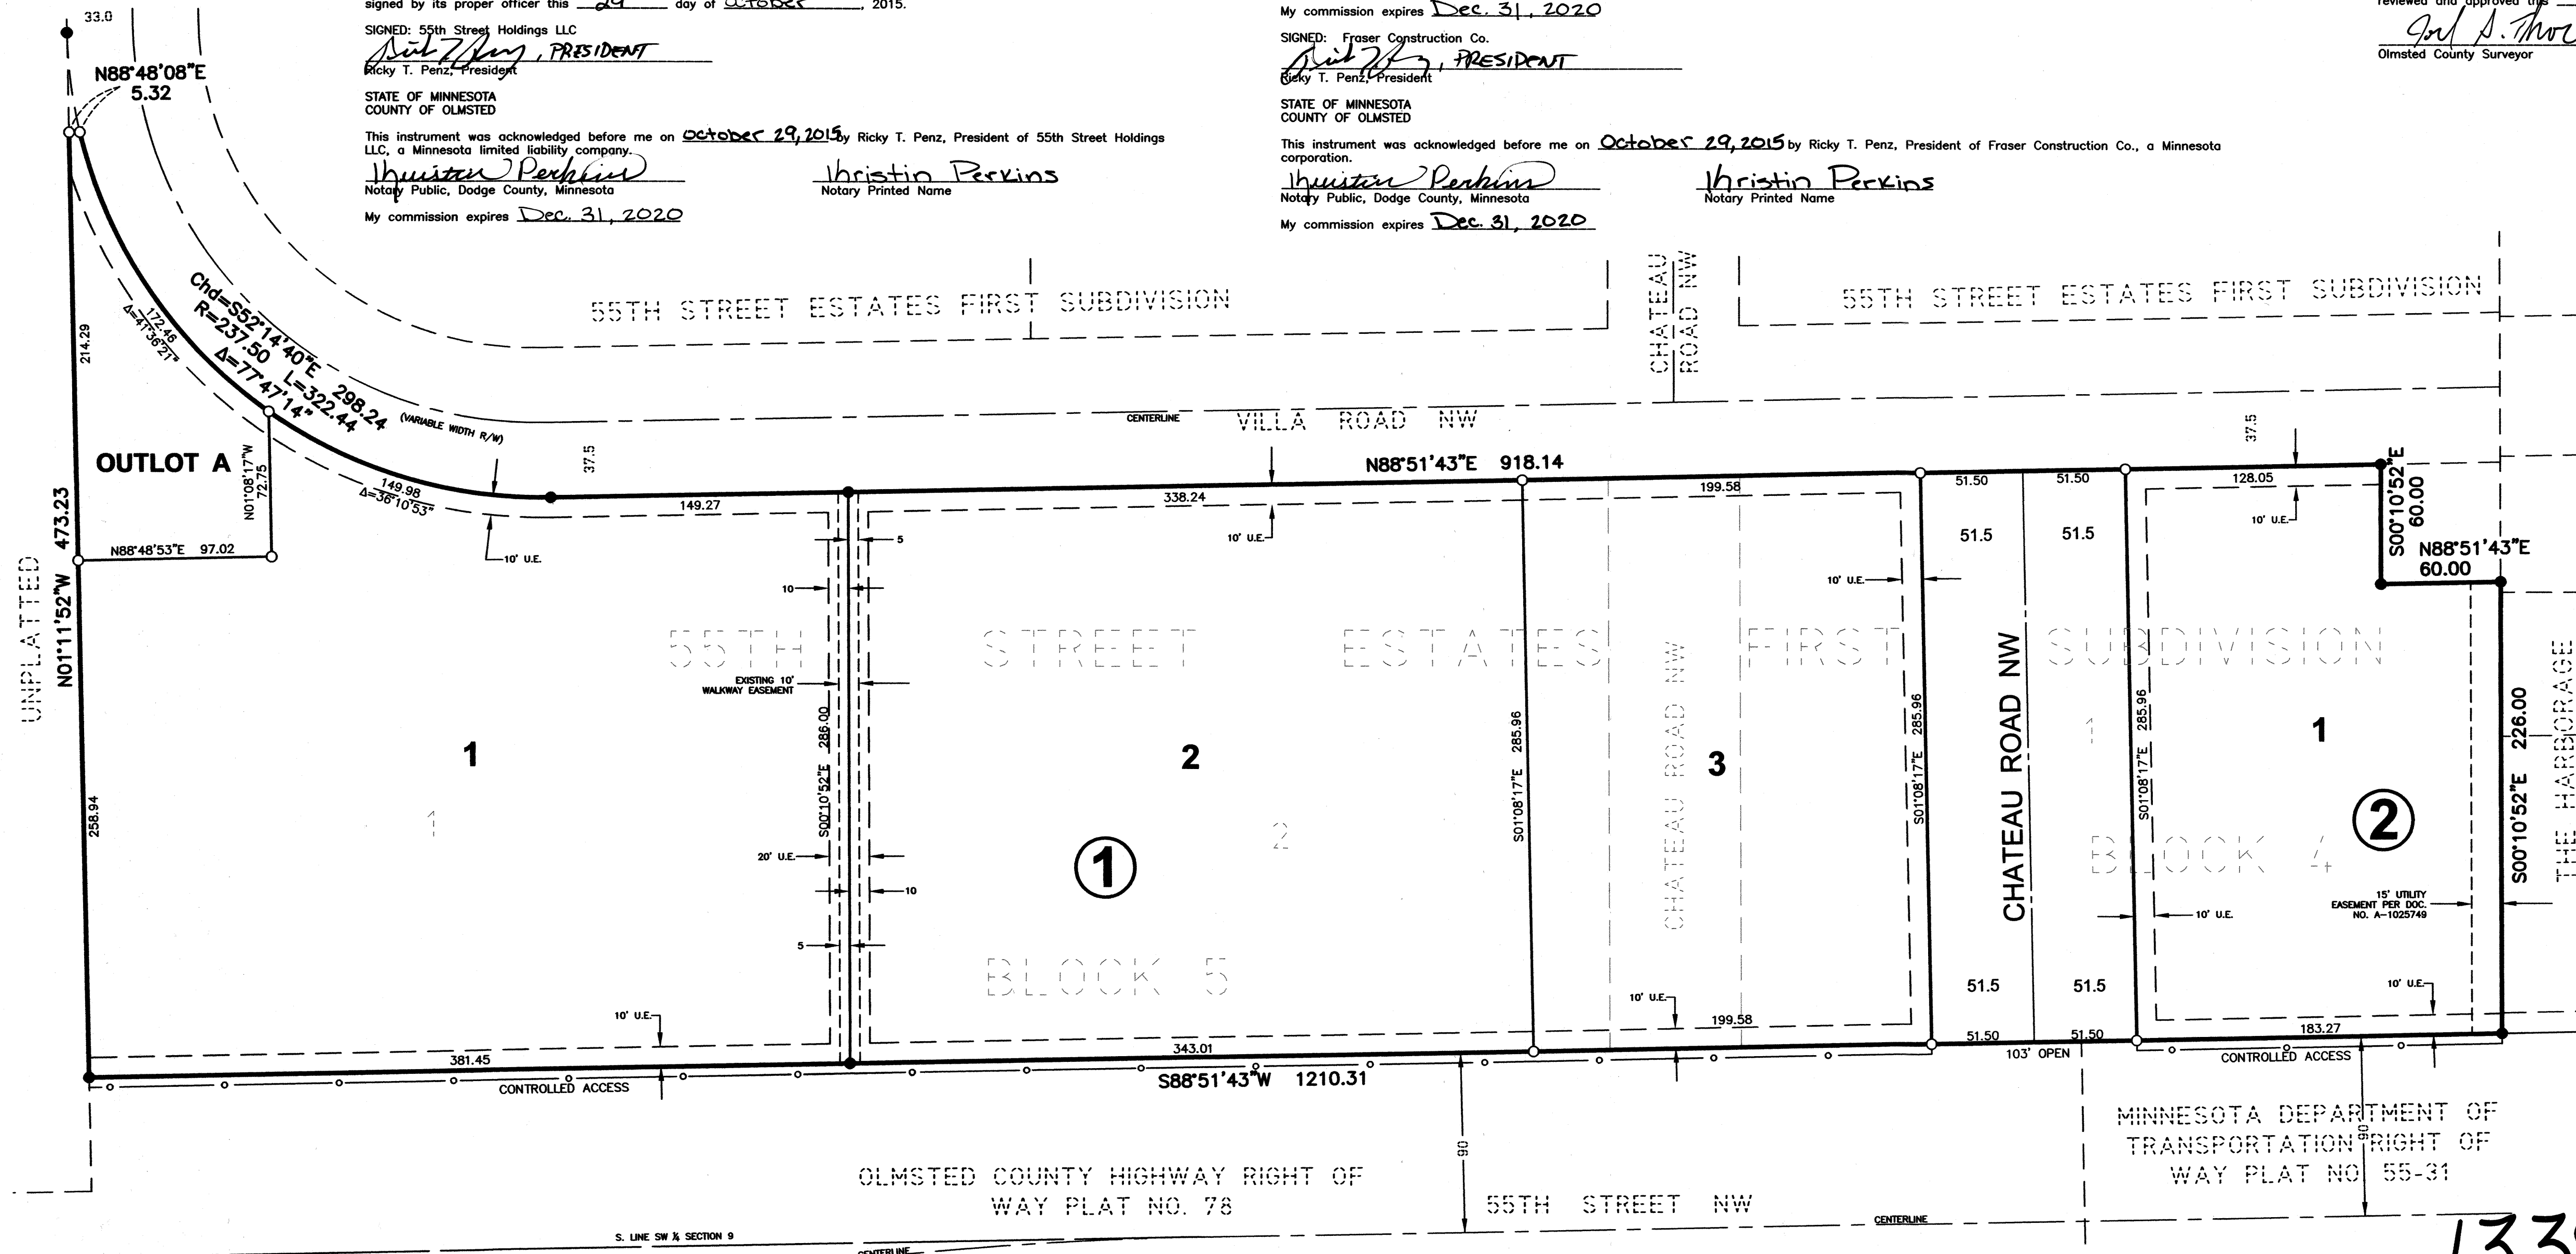 signed by its proper officer this 29 day of October, 2015.
SIGNED: 55th Street Holdings LLC
, PRESIDENT
Ricky T. Penz, President
STATE OF MINNESOTA
COUNTY OF OLMSTED
This instrument was acknowledged before me on October 29, 2015 by Ricky T. Penz, President of 55th Street Holdings
LLC, a Minnesota limited liability company.
Kristin Perkins Kristin Perkins
Notary Public, Dodge County, Minnesota Notary Printed Name
My commission expires Dec. 31, 2020
My commission expires Dec. 31, 2020
SIGNED: Fraser Construction Co.
, PRESIDENT
Ricky T. Penz, President
STATE OF MINNESOTA
COUNTY OF OLMSTED
This instrument was acknowledged before me on October 29, 2015 by Ricky T. Penz, President of Fraser Construction Co., a Minnesota
corporation.
Kristin Perkins Kristin Perkins
Notary Public, Dodge County, Minnesota Notary Printed Name
My commission expires Dec. 31, 2020
reviewed and approved this
Olmsted County Surveyor
33.0
N88°48'08"E
5.32
214.29
172.46
Δ=41°36'21"
Chd=S52°14'40"E 298.24
R=237.50 L=322.44
Δ=77°47'14"
(VARIABLE WIDTH R/W)
55TH STREET ESTATES FIRST SUBDIVISION
CHATEAU
ROAD NW
55TH STREET ESTATES FIRST SUBDIVISION
CENTERLINE VILLA ROAD NW
37.5
37.5
OUTLOT A
N01°08'17"W
72.75
149.98
Δ=36°10'53"
N88°48'53"E 97.02
N01°11'52"W 473.23
UNPLATTED
258.94
149.27
10' U.E.
N88°51'43"E 918.14
338.24
10' U.E.
199.58
51.50
51.50
128.05
10' U.E.
S00°10'52"E
60.00
N88°51'43"E
60.00
5
10
51.5
51.5
10' U.E.
55TH STREET ESTATES FIRST SUBDIVISION
EXISTING 10'
WALKWAY EASEMENT
S00°10'52"E 286.00
S01°08'17"E 285.96
CHATEAU ROAD NW
S01°08'17"E 285.96
CHATEAU ROAD NW
S01°08'17"E 285.96
S00°10'52"E 226.00
THE HARBORAGE
1
1
2
2
3
1
1
20' U.E.
10
5
1
BLOCK 5
BLOCK 4
2
15' UTILITY
EASEMENT PER DOC.
NO. A-1025749
10' U.E.
51.5
51.5
10' U.E.
10' U.E.
10' U.E.
381.45
343.01
199.58
51.50
51.50
183.27
103' OPEN
CONTROLLED ACCESS
S88°51'43"W 1210.31
CONTROLLED ACCESS
90
90
OLMSTED COUNTY HIGHWAY RIGHT OF
WAY PLAT NO. 78
55TH STREET NW
MINNESOTA DEPARTMENT OF
TRANSPORTATION RIGHT OF
WAY PLAT NO. 55-31
S. LINE SW ¼ SECTION 9
CENTERLINE
CENTERLINE